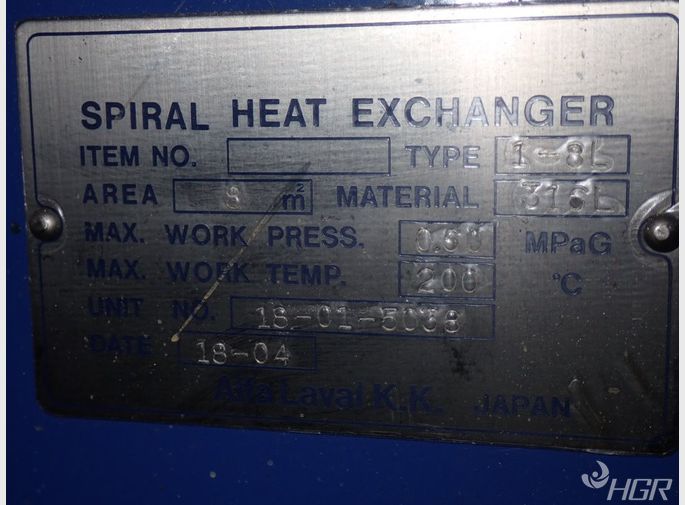 SPIRAL HEAT EXCHANGER
ITEM NO. TYPE 1-8L
AREA 8 m² MATERIAL 316L
MAX. WORK PRESS. 0.60 MPaG
MAX. WORK TEMP. 200 °C
UNIT NO. 18-01-5038
DATE 18-04
Alfa Laval K.K. JAPAN
HGR